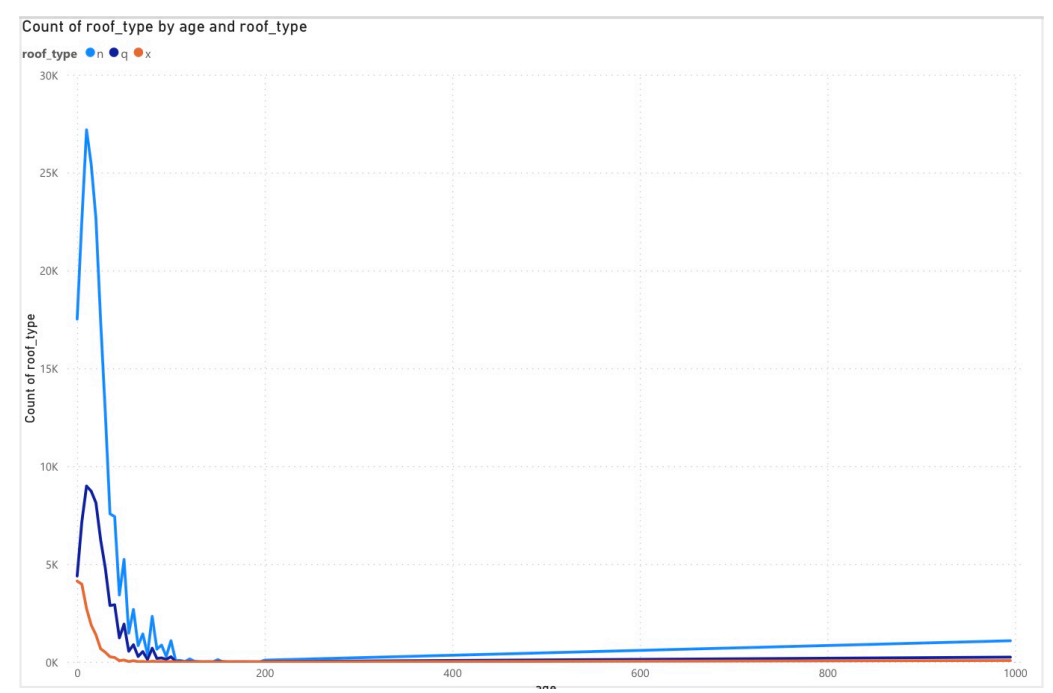 Count of roof_type by age and roof_type
roof_type n q x
30K
25K
20K
15K
10K
5K
0K
Count of roof_type
0 200 400 600 800 1000
age